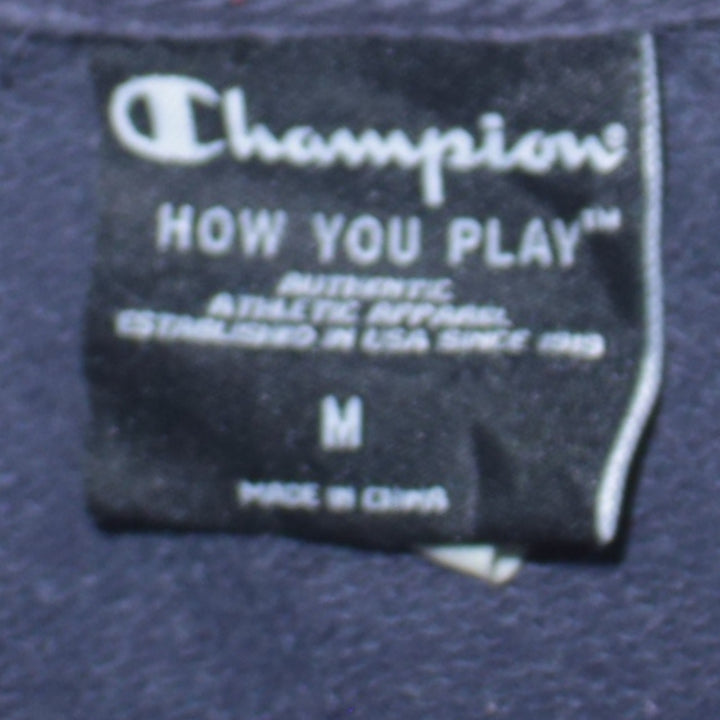 Champion®
HOW YOU PLAY™
AUTHENTIC
ATHLETIC APPAREL
ESTABLISHED IN USA SINCE 1919
M
MADE IN CHINA